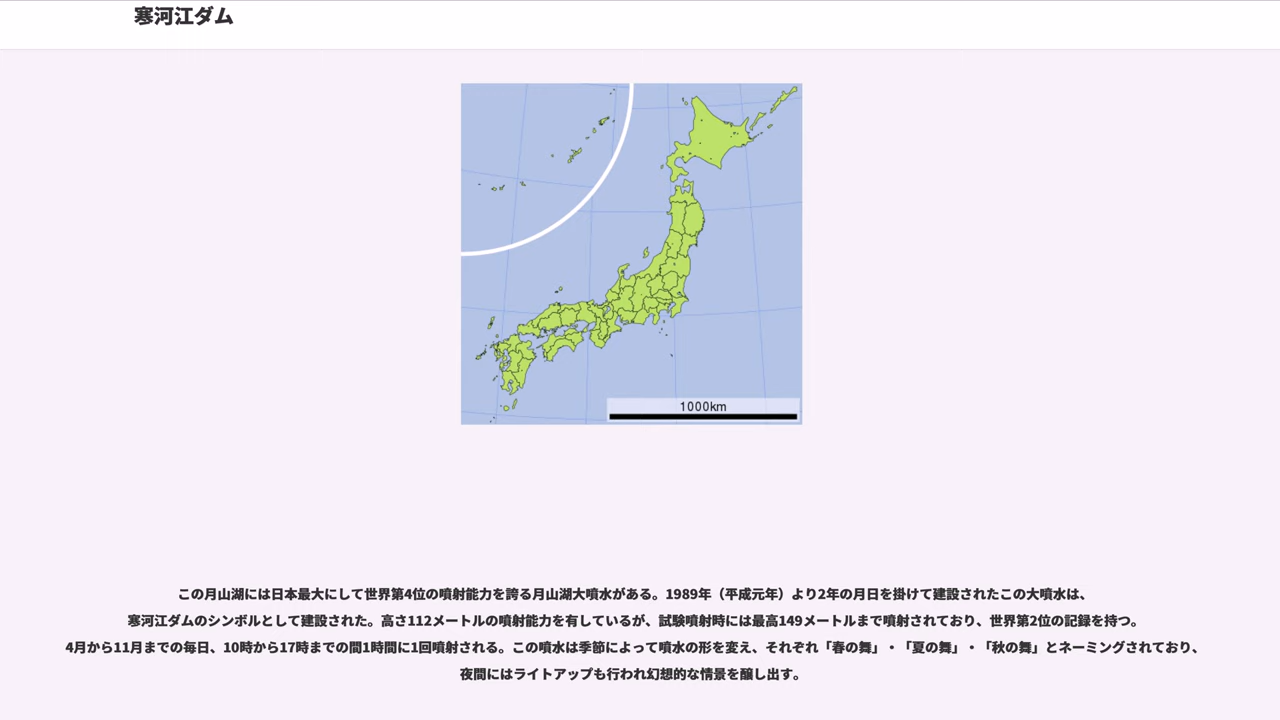 寒河江ダム
1000km
この月山湖には日本最大にして世界第4位の噴射能力を誇る月山湖大噴水がある。1989年（平成元年）より2年の月日を掛けて建設されたこの大噴水は、
寒河江ダムのシンボルとして建設された。高さ112メートルの噴射能力を有しているが、試験噴射時には最高149メートルまで噴射されており、世界第2位の記録を持つ。
4月から11月までの毎日、10時から17時までの間1時間に1回噴射される。この噴水は季節によって噴水の形を変え、それぞれ「春の舞」・「夏の舞」・「秋の舞」とネーミングされており、
夜間にはライトアップも行われ幻想的な情景を醸し出す。